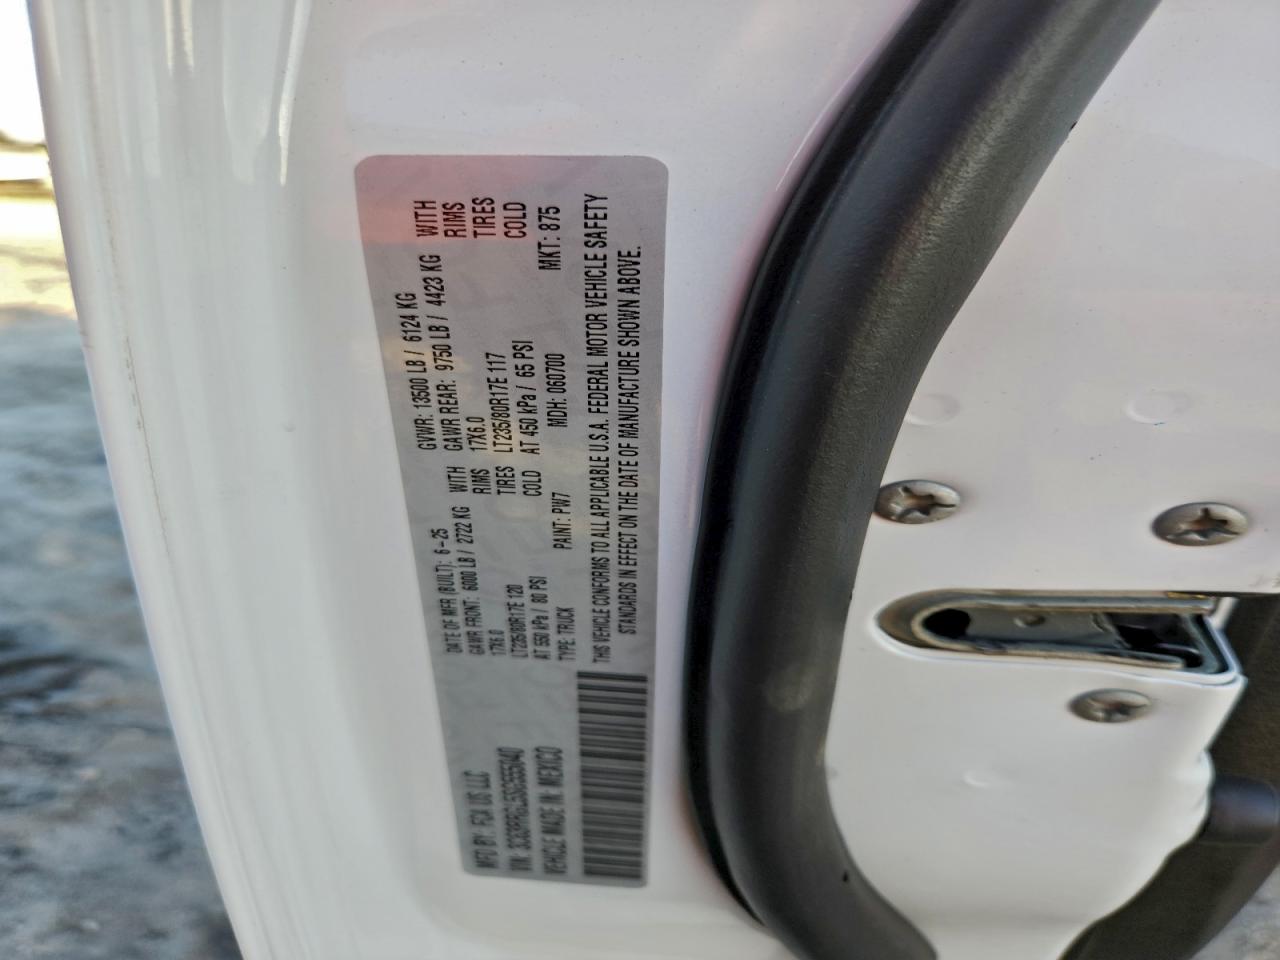 MFD BY: FCA US LLC
VIN:
VEHICLE MADE IN: MEXICO
DATE OF MFR (BUILT): 6-25
GAWR FRONT: 6000 LB / 2722 KG WITH
17X6.0 RIMS
LT235/80R17E 120 TIRES
AT 550 kPa / 80 PSI COLD
TYPE: TRUCK
GVWR: 13500 LB / 6124 KG
GAWR REAR: 9750 LB / 4423 KG WITH
17X6.0 RIMS
LT235/80R17E 117 TIRES
AT 450 kPa / 65 PSI COLD
PAINT: PW7 MDH: 060700 MKT: 875
THIS VEHICLE CONFORMS TO ALL APPLICABLE U.S.A. FEDERAL MOTOR VEHICLE SAFETY
STANDARDS IN EFFECT ON THE DATE OF MANUFACTURE SHOWN ABOVE.